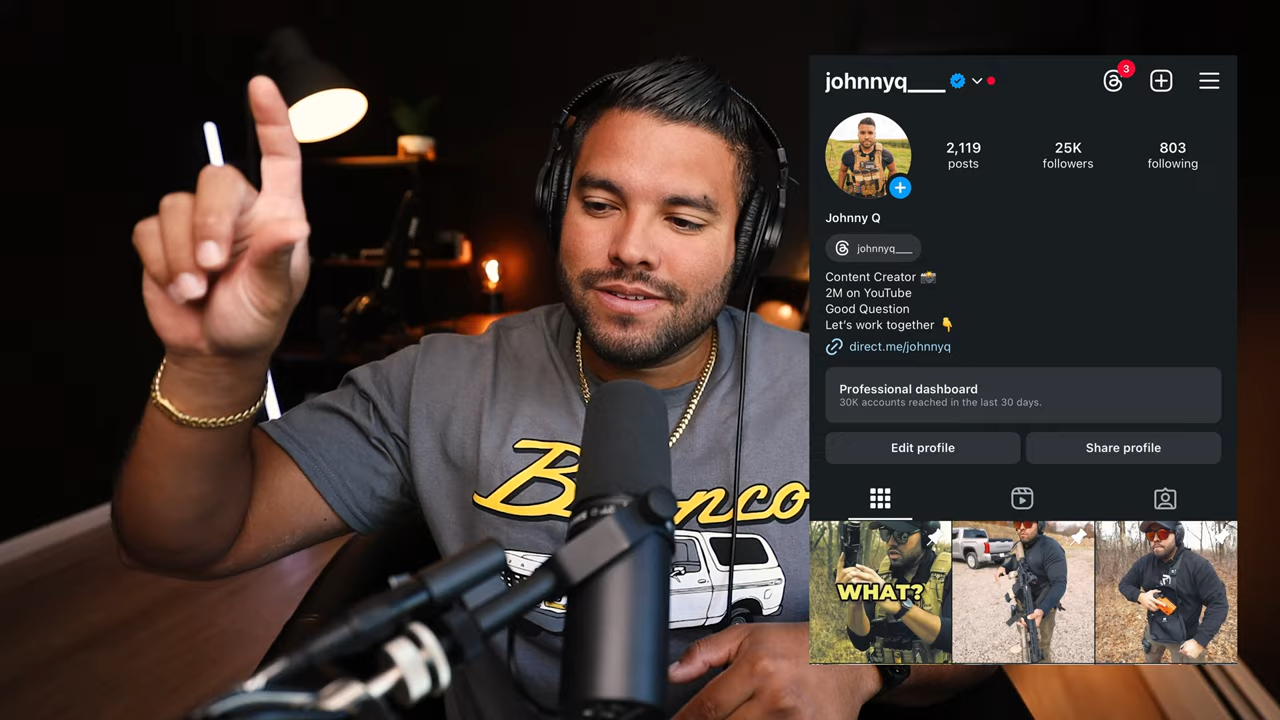 johnnyq___
3
2,119
posts
25K
followers
803
following
Johnny Q
johnnyq___
Content Creator 📸
2M on YouTube
Good Question
Let's work together 👇
direct.me/johnnyq
Professional dashboard
30K accounts reached in the last 30 days.
Edit profile
Share profile
WHAT?
Bronco